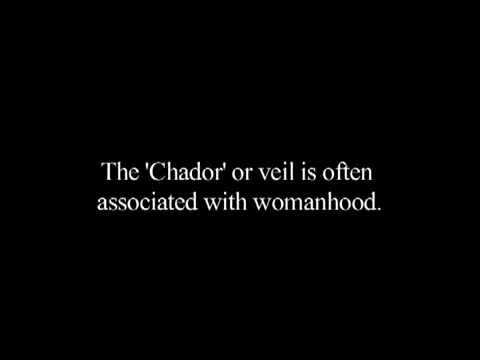 The 'Chador' or veil is often
associated with womanhood.